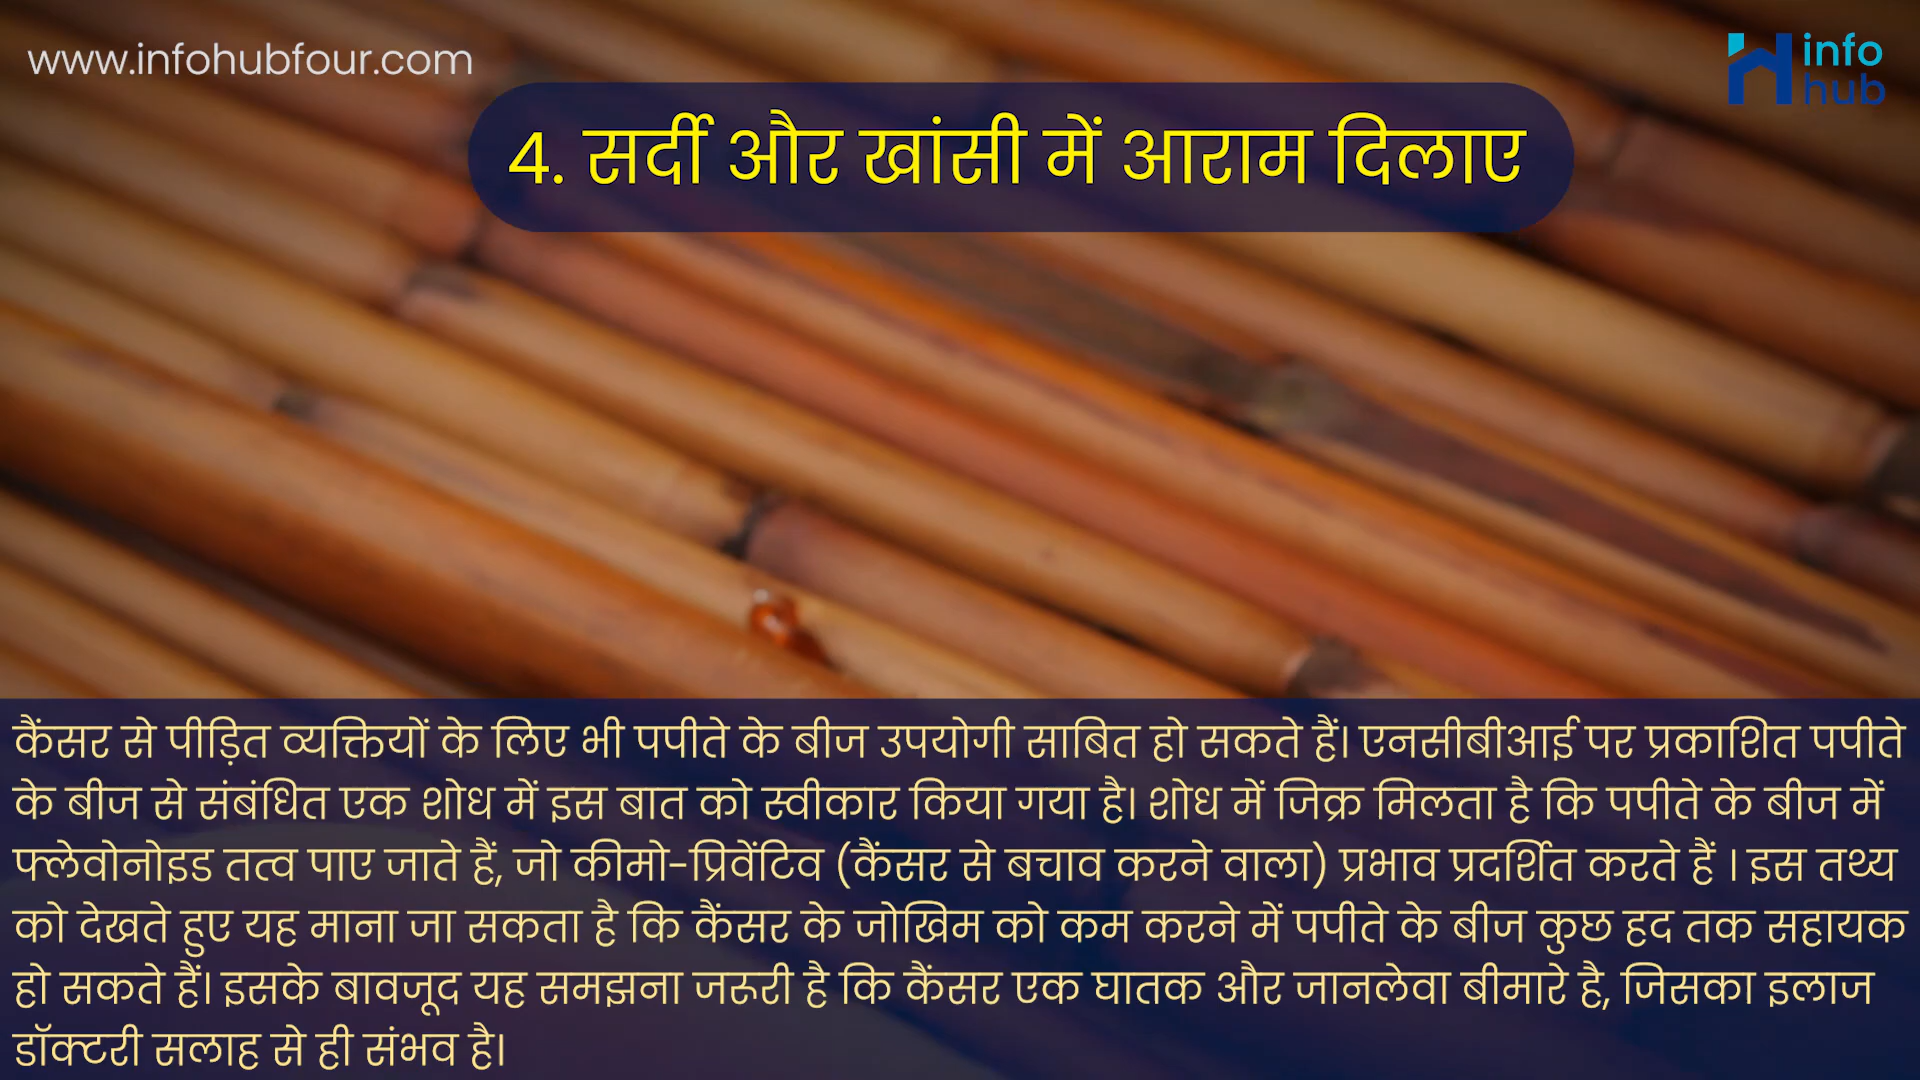 www.infohubfour.com
info
hub
4. सर्दी और खांसी में आराम दिलाए
कैंसर से पीड़ित व्यक्तियों के लिए भी पपीते के बीज उपयोगी साबित हो सकते हैं। एनसीबीआई पर प्रकाशित पपीते
के बीज से संबंधित एक शोध में इस बात को स्वीकार किया गया है। शोध में जिक्र मिलता है कि पपीते के बीज में
फ्लेवोनोइड तत्व पाए जाते हैं, जो कीमो-प्रिवेंटिव (कैंसर से बचाव करने वाला) प्रभाव प्रदर्शित करते हैं । इस तथ्य
को देखते हुए यह माना जा सकता है कि कैंसर के जोखिम को कम करने में पपीते के बीज कुछ हद तक सहायक
हो सकते हैं। इसके बावजूद यह समझना जरूरी है कि कैंसर एक घातक और जानलेवा बीमारे है, जिसका इलाज
डॉक्टरी सलाह से ही संभव है।